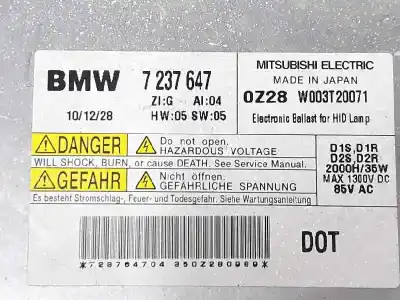 BMW 7 237 647
ZI:G AI:04
10/12/28 HW:05 SW:05
MITSUBISHI ELECTRIC
MADE IN JAPAN
0Z28 W003T20071
Electronic Ballast for HID Lamp
DANGER Do not open.
HAZARDOUS VOLTAGE
WILL SHOCK, BURN, or cause DEATH. See Service Manual.
GEFAHR Nicht öffnen.
GEFÄHRLICHE SPANNUNG
Es besteht Stromschlag-, Feuer- und Todesgefahr. Siehe Wartungsanleitung
D1S, D1R
D2S, D2R
2000H/35W
MAX 1300V DC
85V AC
DOT